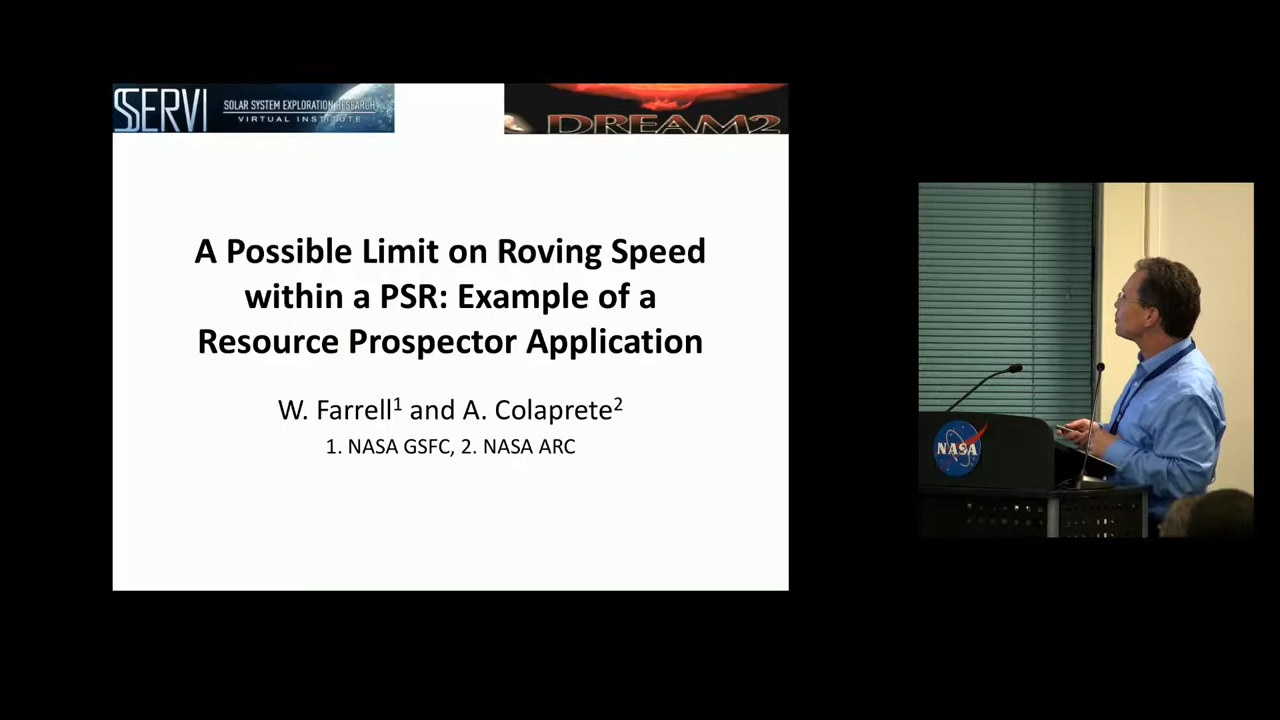 SSERVI
SOLAR SYSTEM EXPLORATION RESEARCH
VIRTUAL INSTITUTE
DREAM2
A Possible Limit on Roving Speed
within a PSR: Example of a
Resource Prospector Application
W. Farrell¹ and A. Colaprete²
1. NASA GSFC, 2. NASA ARC
NASA